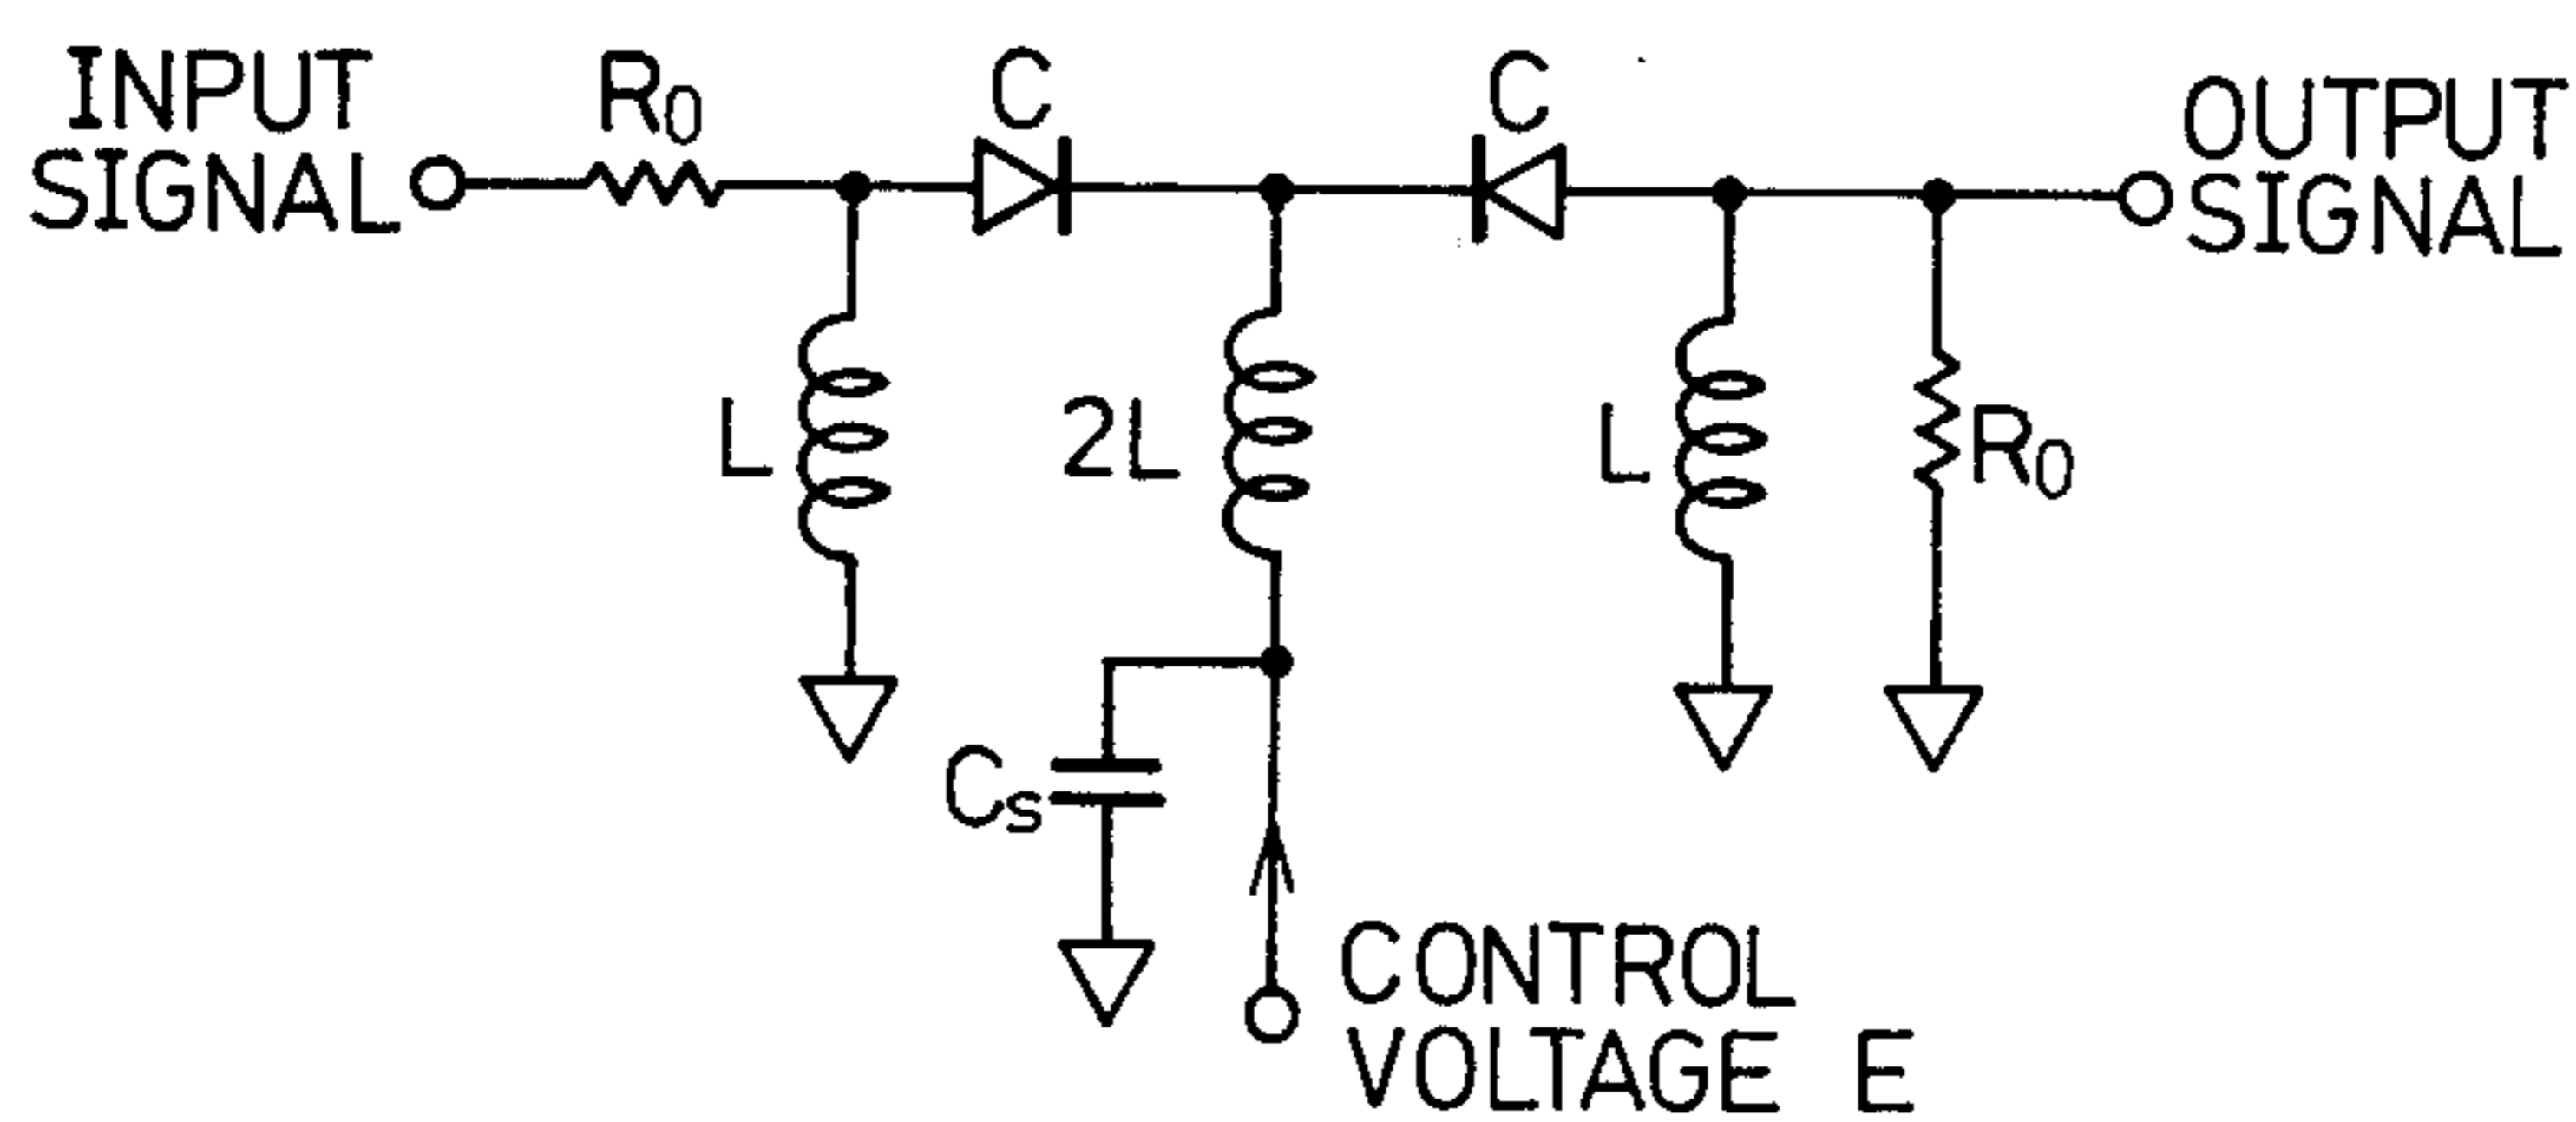 INPUT
SIGNAL
R0
C
C
OUTPUT
SIGNAL
L
2L
L
R0
Cs
CONTROL
VOLTAGE E